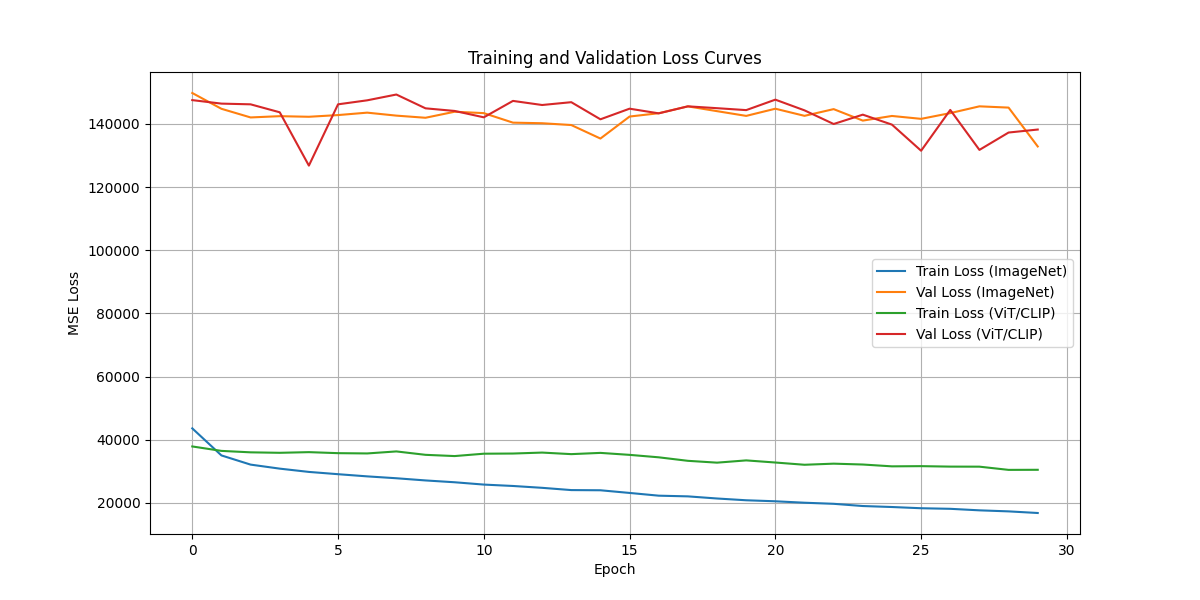 Training and Validation Loss Curves
MSE Loss
140000
120000
100000
80000
60000
40000
20000
Train Loss (ImageNet)
Val Loss (ImageNet)
Train Loss (ViT/CLIP)
Val Loss (ViT/CLIP)
0 5 10 15 20 25 30
Epoch